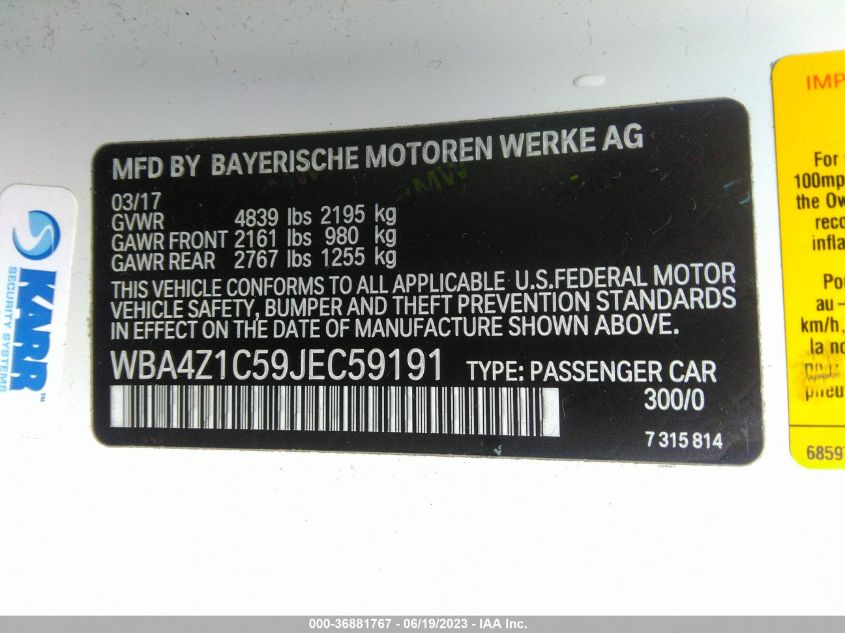 MFD BY BAYERISCHE MOTOREN WERKE AG
03/17
GVWR 4839 lbs 2195 kg
GAWR FRONT 2161 lbs 980 kg
GAWR REAR 2767 lbs 1255 kg
THIS VEHICLE CONFORMS TO ALL APPLICABLE U.S.FEDERAL MOTOR
VEHICLE SAFETY, BUMPER AND THEFT PREVENTION STANDARDS
IN EFFECT ON THE DATE OF MANUFACTURE SHOWN ABOVE.
WBA4Z1C59JEC59191 TYPE: PASSENGER CAR
300/0
7 315 814
KARR™
SECURITY SYSTEMS
IMP
For
100mp
the Ow
reco
infla
Po
au-
km/h,
la no
pneu
6859
000-36881767 - 06/19/2023 - IAA Inc.